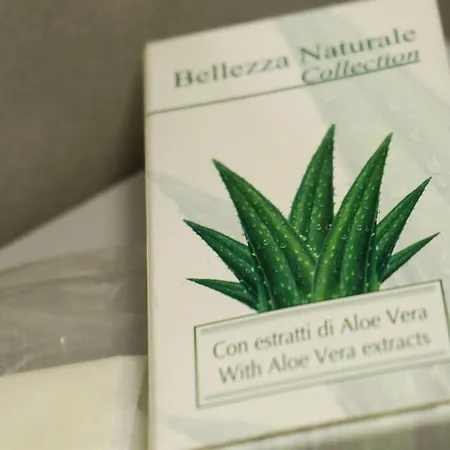 Bellezza Naturale
Collection
Con estratti di Aloe Vera
With Aloe Vera extracts